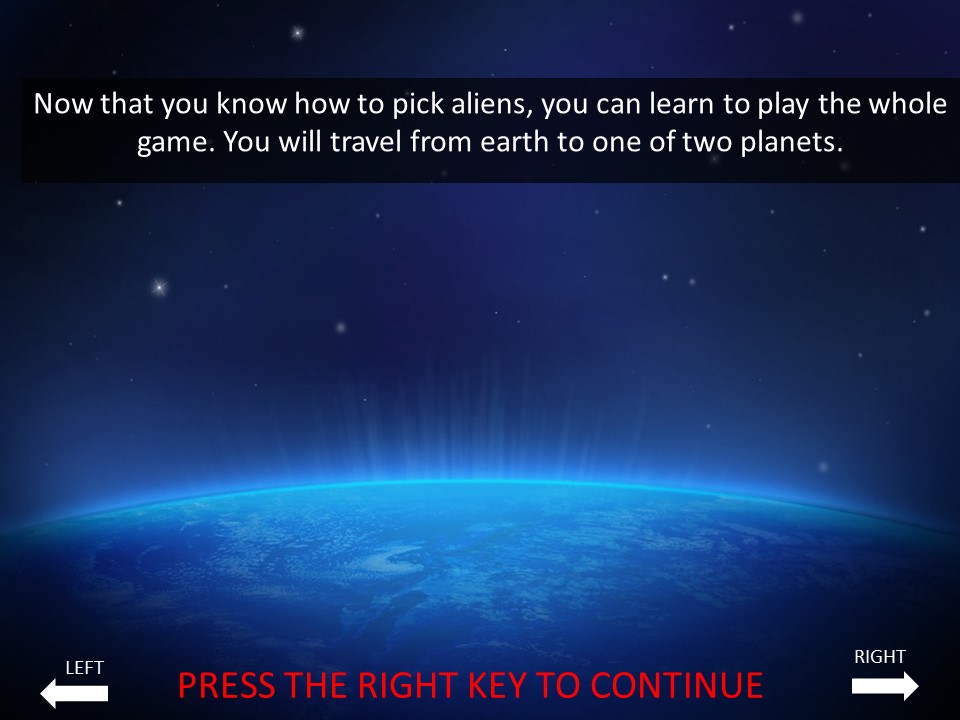 Now that you know how to pick aliens, you can learn to play the whole
game. You will travel from earth to one of two planets.
LEFT
PRESS THE RIGHT KEY TO CONTINUE
RIGHT